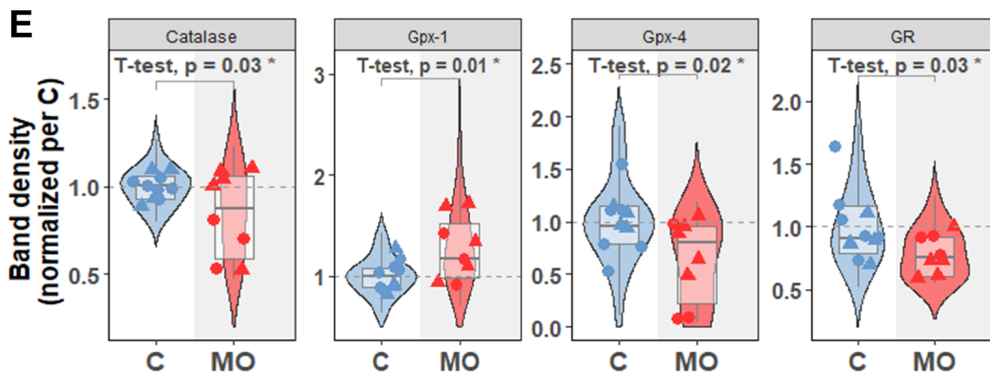 E
Catalase
Gpx-1
Gpx-4
GR
T-test, p = 0.03 *
T-test, p = 0.01 *
T-test, p = 0.02 *
T-test, p = 0.03 *
Band density
(normalized per C)
1.5
1.0
0.5
3
2
1
2.5
2.0
1.5
1.0
0.5
0.0
2.0
1.5
1.0
0.5
C
MO
C
MO
C
MO
C
MO